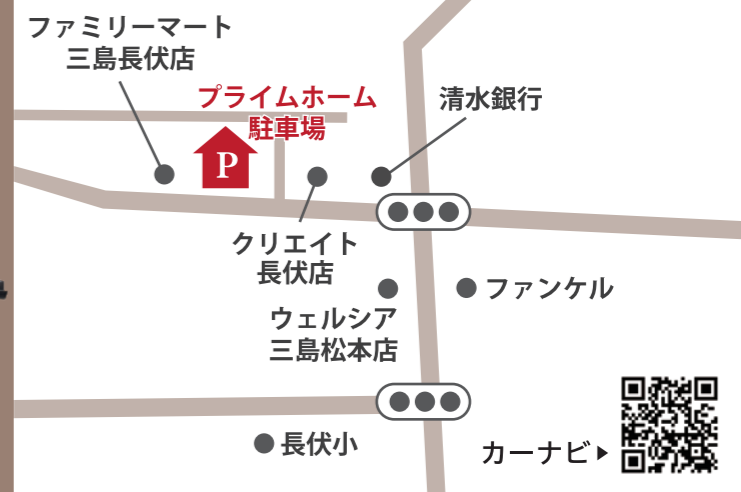 ファミリーマート
三島長伏店
プライムホーム
駐車場
P
清水銀行
クリエイト
長伏店
ファンケル
ウェルシア
三島松本店
長伏小
カーナビ▶